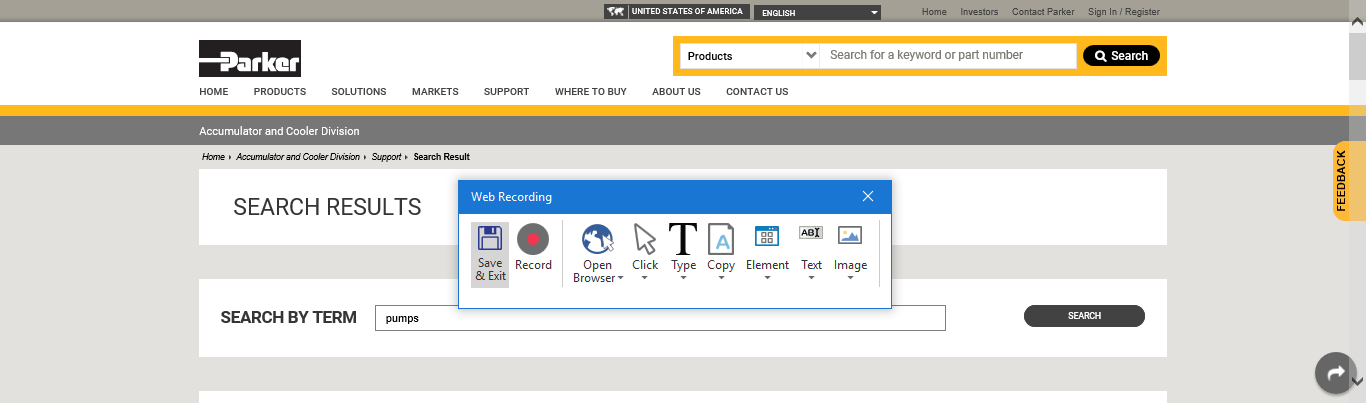 UNITED STATES OF AMERICA ENGLISH Home Investors Contact Parker Sign In / Register
Parker
Products Search for a keyword or part number Search
HOME PRODUCTS SOLUTIONS MARKETS SUPPORT WHERE TO BUY ABOUT US CONTACT US
Accumulator and Cooler Division
Home Accumulator and Cooler Division Support Search Result
FEEDBACK
SEARCH RESULTS
Web Recording
Save & Exit
Record
Open Browser
Click
Type
Copy
Element
Text
Image
T
A
AB
SEARCH BY TERM pumps SEARCH